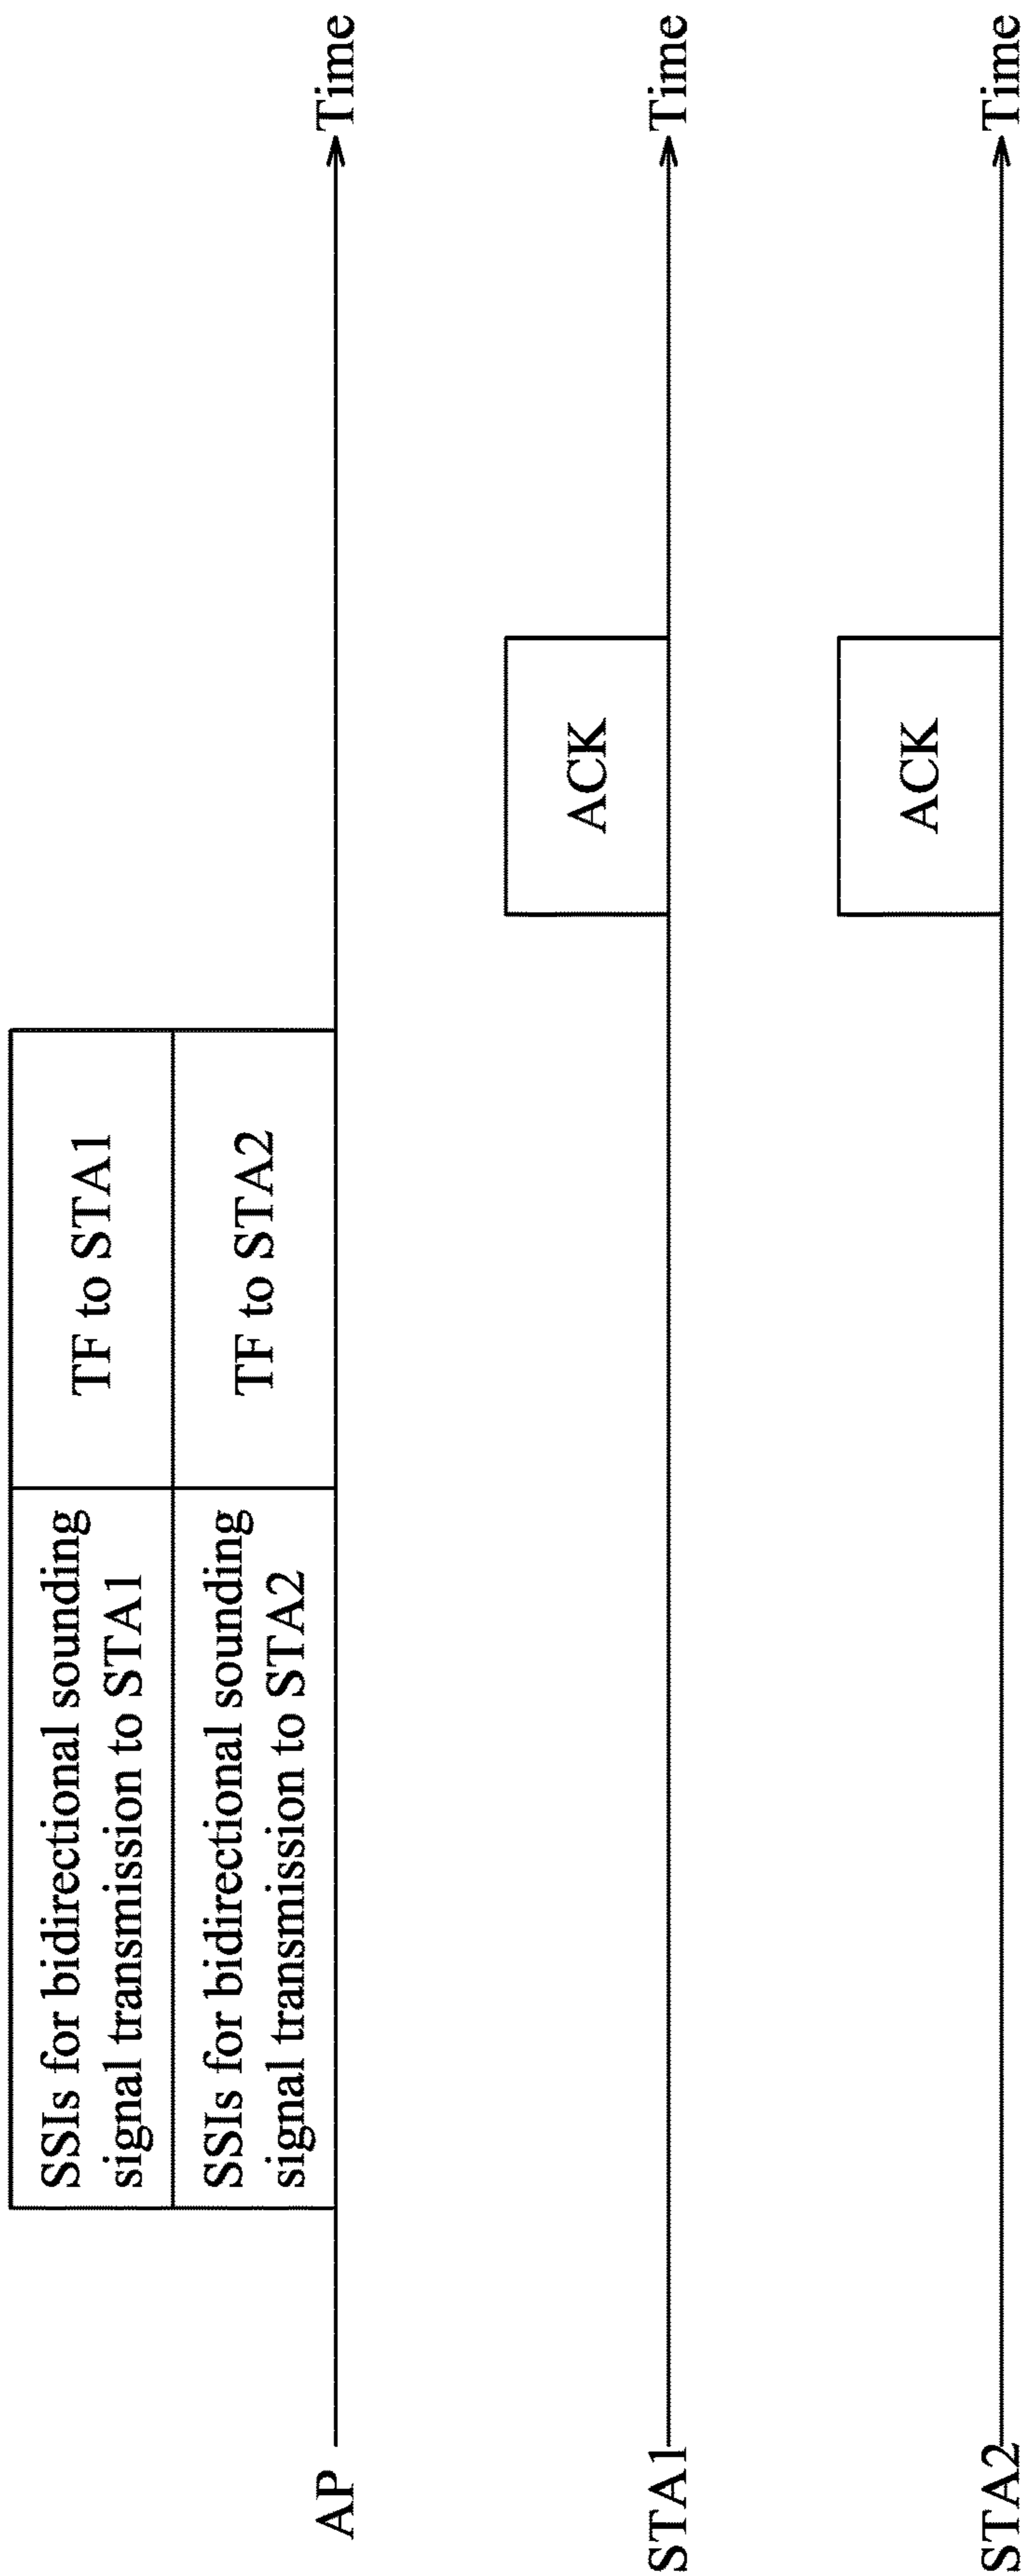 SSIs for bidirectional sounding
signal transmission to STA1
TF to STA1
SSIs for bidirectional sounding
signal transmission to STA2
TF to STA2
AP
Time
ACK
STA1
Time
ACK
STA2
Time